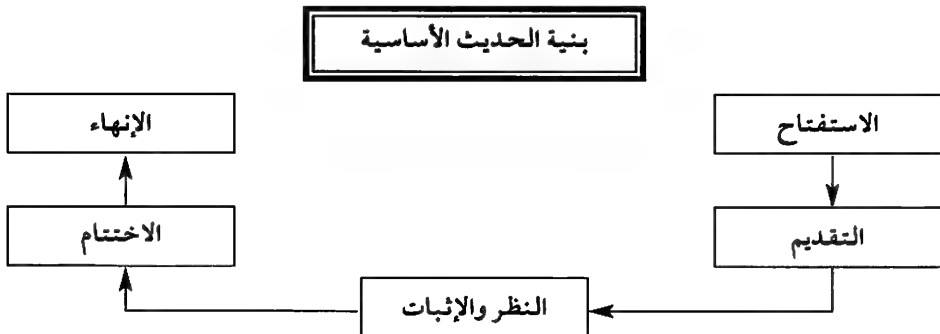 بنية الحديث الأساسية
الاستفتاح
التقديم
النظر والإثبات
الاختتام
الإنهاء